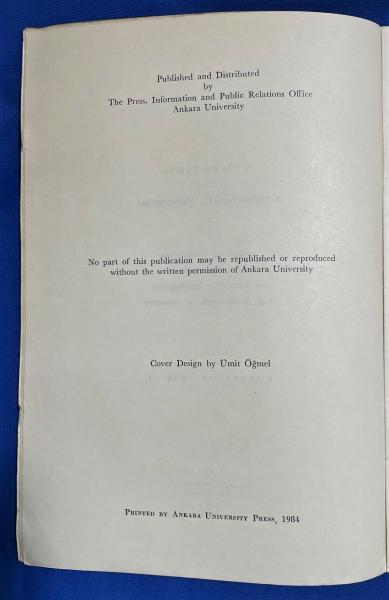 Published and Distributed
by
The Press, Information and Public Relations Office
Ankara University
No part of this publication may be republished or reproduced
without the written permission of Ankara University
Cover Design by Ümit Öğmel
PRINTED BY ANKARA UNIVERSITY PRESS, 1984